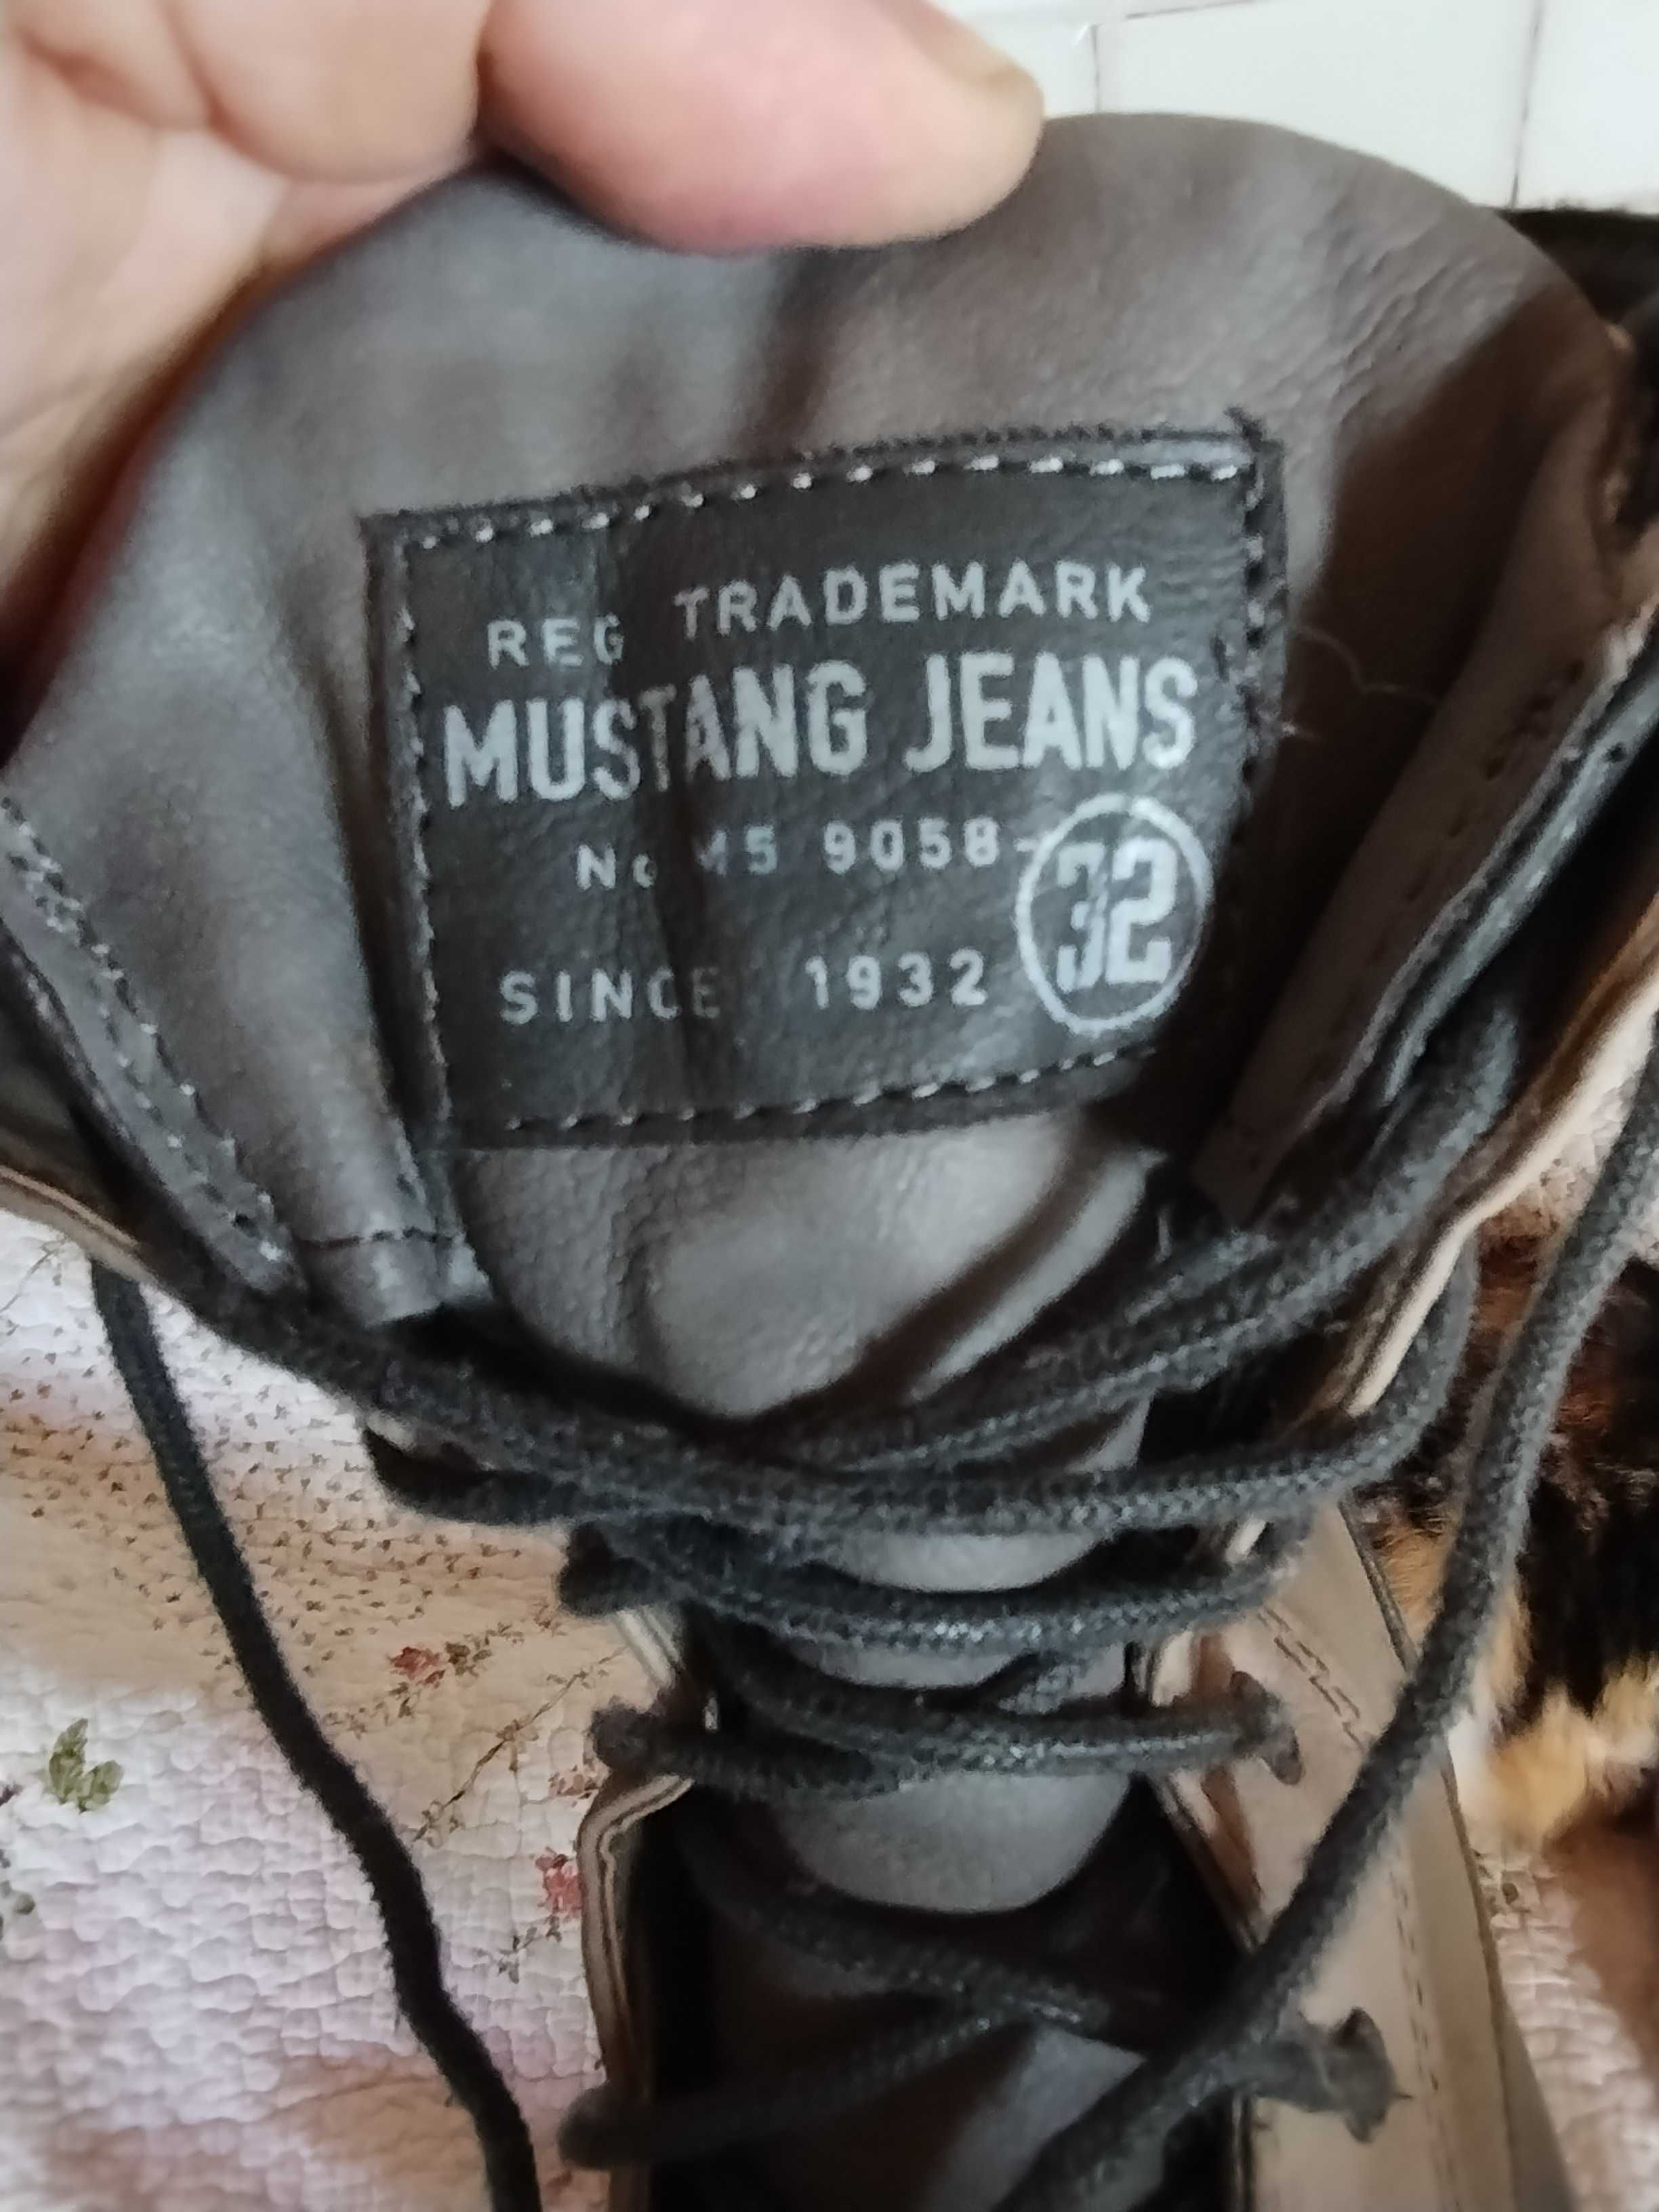 REG TRADEMARK
MUSTANG JEANS
No 45 9058-32
SINCE 1932